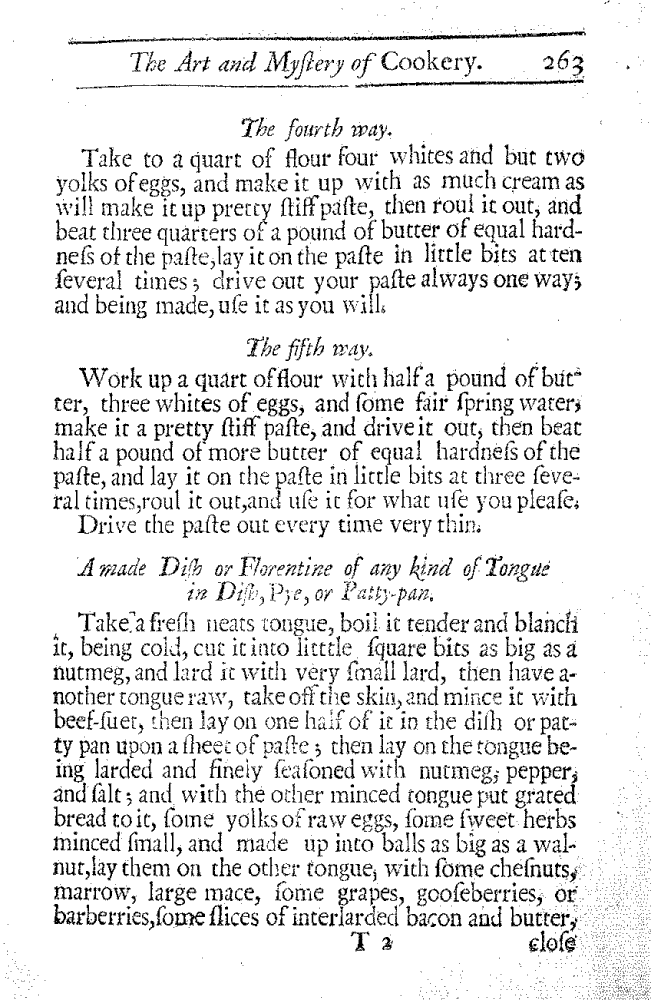 The Art and Myſtery of Cookery. 263
The fourth way.
Take to a quart of flour four whites and but two
yolks of eggs, and make it up with as much cream as
will make it up pretty ſtiff paſte, then roul it out, and
beat three quarters of a pound of butter of equal hard-
neſs of the paſte, lay it on the paſte in little bits at ten
ſeveral times; drive out your paſte always one way;
and being made, uſe it as you will.
The fifth way.
Work up a quart of flour with half a pound of but-
ter, three whites of eggs, and ſome fair ſpring water,
make it a pretty ſtiff paſte, and drive it out, then beat
half a pound of more butter of equal hardneſs of the
paſte, and lay it on the paſte in little bits at three ſeve-
ral times, roul it out, and uſe it for what uſe you pleaſe.
Drive the paſte out every time very thin.
A made Diſh or Florentine of any kind of Tongue
in Diſh, Pye, or Patty-pan.
Take a freſh neats tongue, boil it tender and blanch
it, being cold, cut it into litttle ſquare bits as big as a
nutmeg, and lard it with very ſmall lard, then have a-
nother tongue raw, take off the skin, and mince it with
beef-ſuet, then lay on one half of it in the diſh or pat-
ty pan upon a ſheet of paſte; then lay on the tongue be-
ing larded and finely ſeaſoned with nutmeg, pepper,
and ſalt; and with the other minced tongue put grated
bread to it, ſome yolks of raw eggs, ſome ſweet herbs
minced ſmall, and made up into balls as big as a wal-
nut, lay them on the other tongue, with ſome cheſnuts,
marrow, large mace, ſome grapes, gooſeberries, or
barberries, ſome ſlices of interlarded bacon and butter,
T 2 cloſe